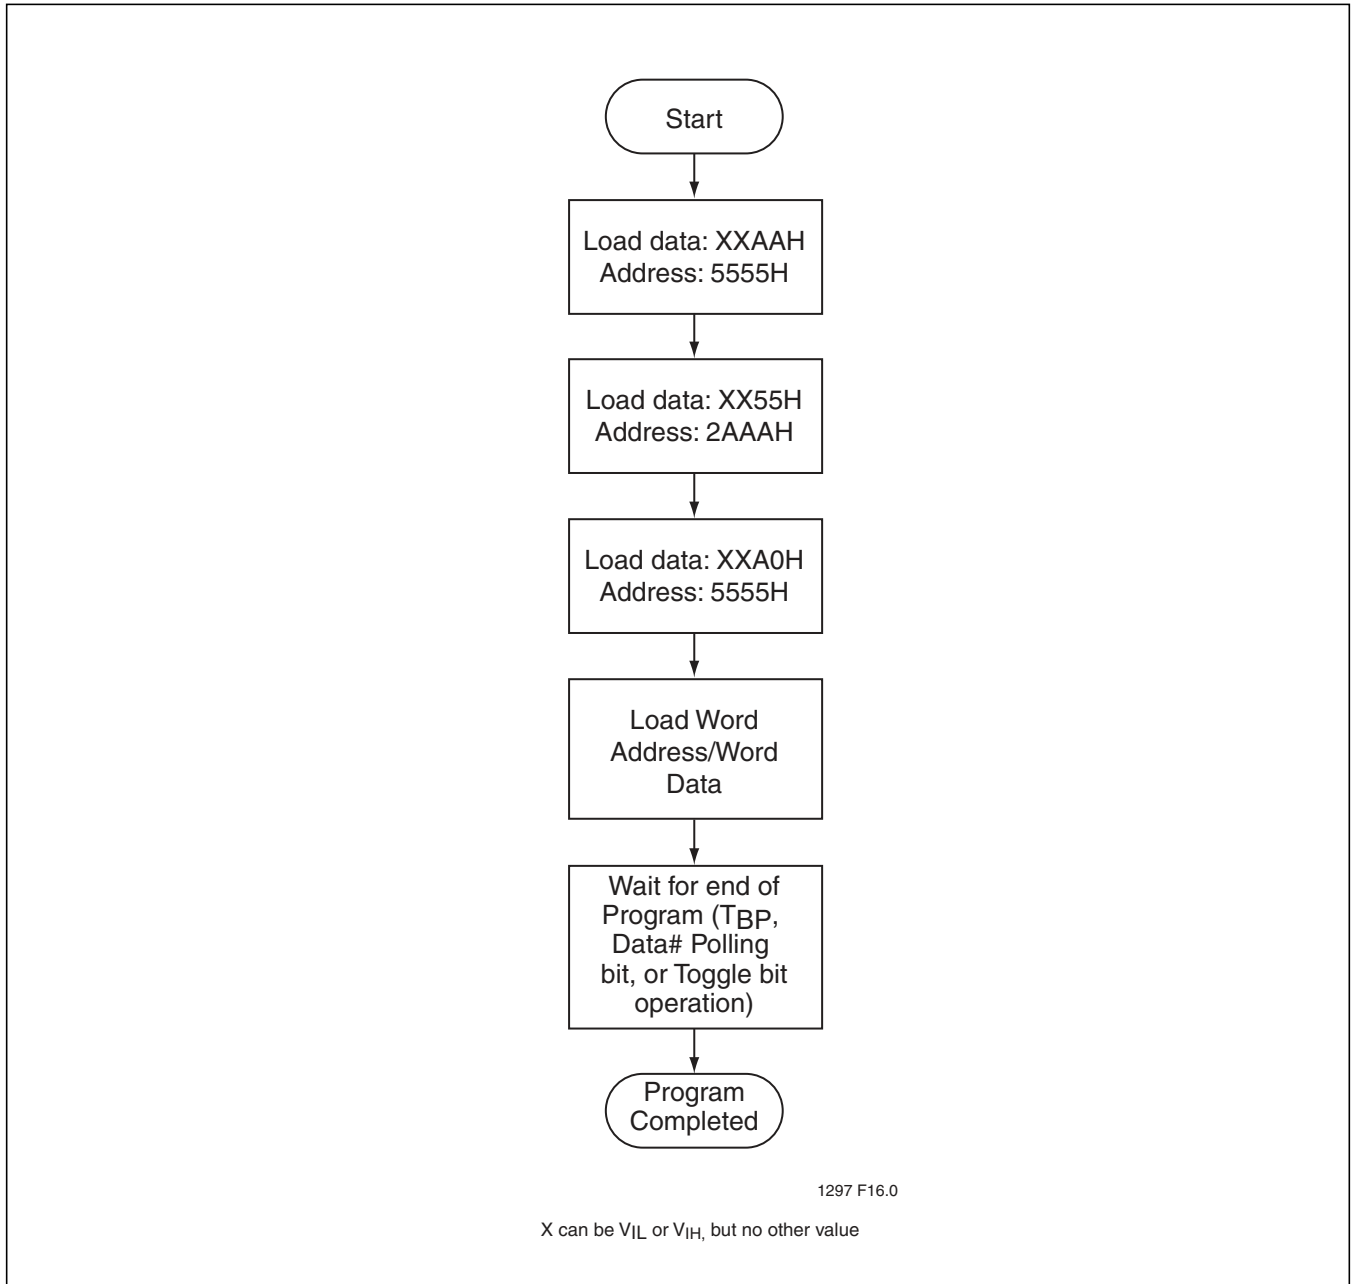 Start
Load data: XXAAH
Address: 5555H
Load data: XX55H
Address: 2AAAH
Load data: XXA0H
Address: 5555H
Load Word
Address/Word
Data
Wait for end of
Program (TBP,
Data# Polling
bit, or Toggle bit
operation)
Program
Completed
1297 F16.0
X can be VIL or VIH, but no other value